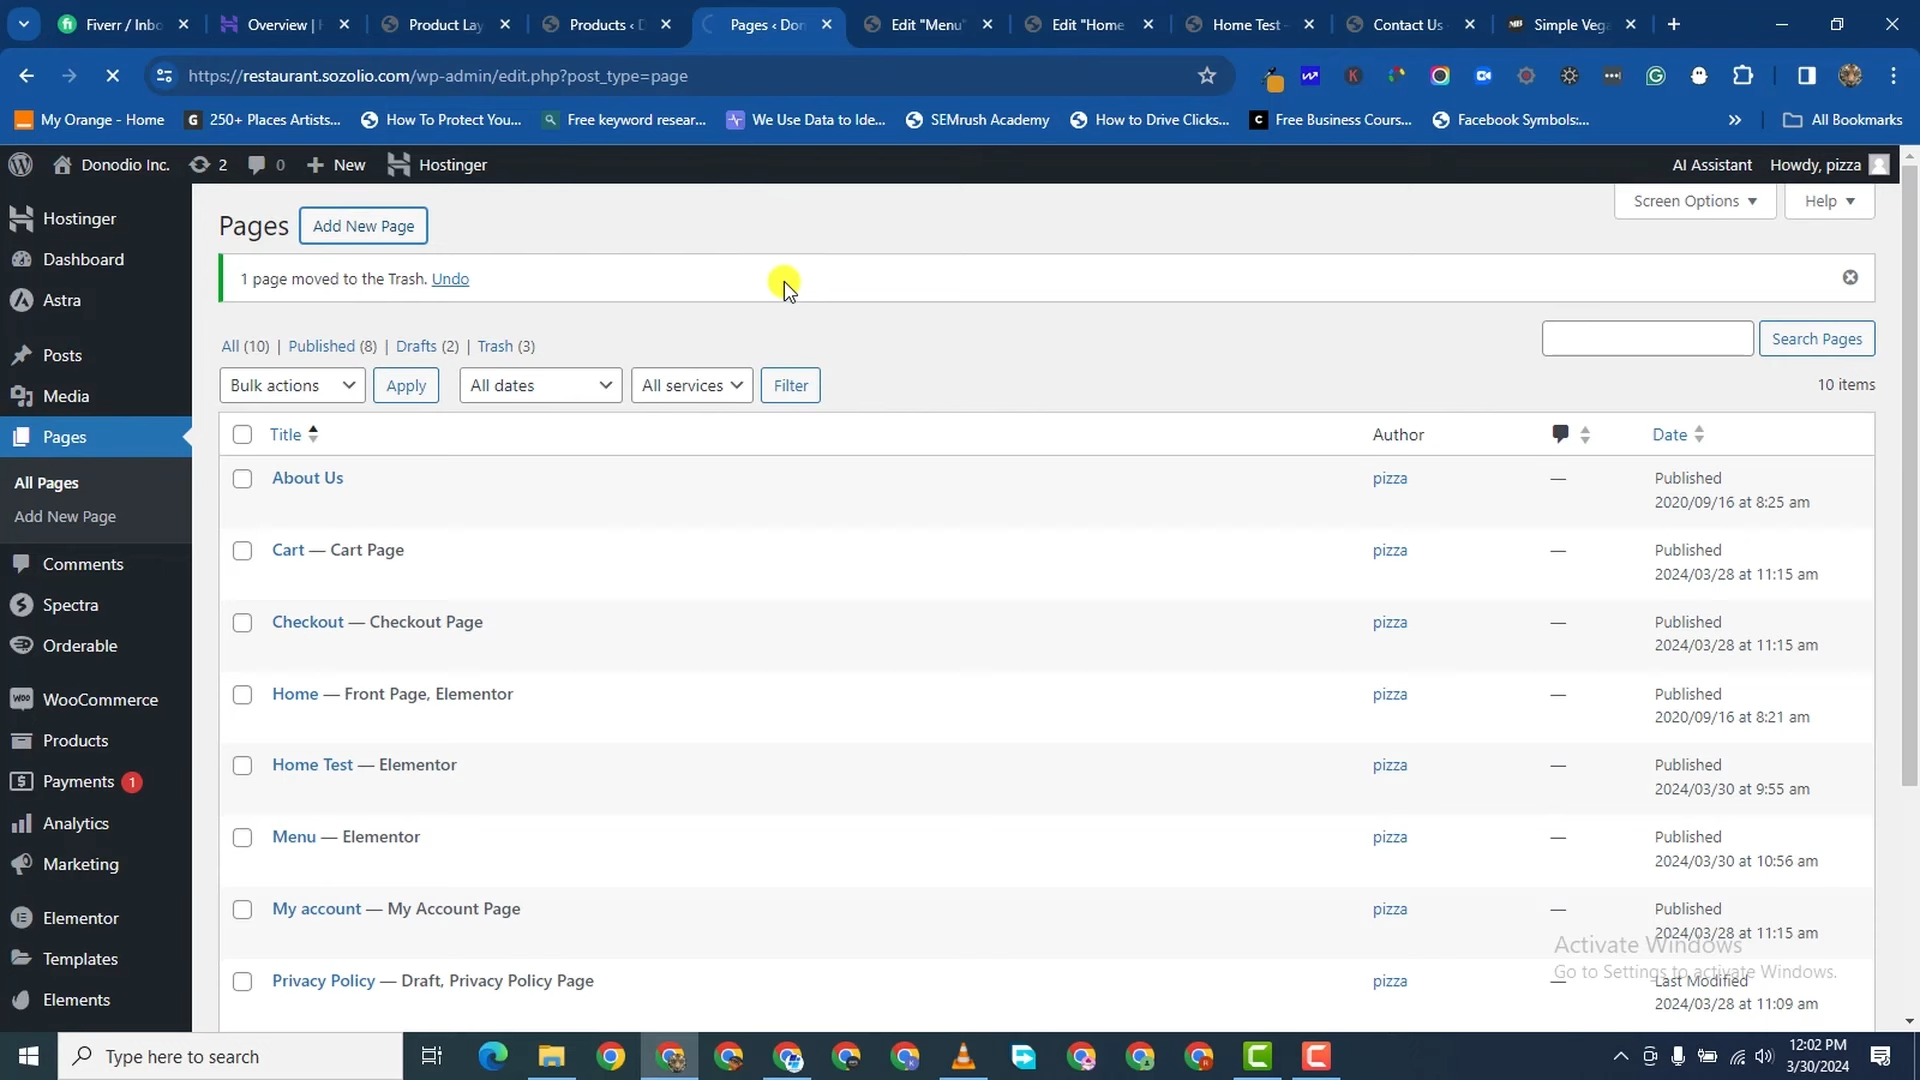 Fiverr / Inbo
Overview |
Product Lay
Products ‹ D
Pages ‹ Don
Edit "Menu"
Edit "Home
Home Test -
Contact Us
Simple Vega
https://restaurant.sozolio.com/wp-admin/edit.php?post_type=page
My Orange - Home
250+ Places Artists...
How To Protect You...
Free keyword resear...
We Use Data to Ide...
SEMrush Academy
How to Drive Clicks...
Free Business Cours...
Facebook Symbols:...
All Bookmarks
Donodio Inc.
2
0
New
Hostinger
AI Assistant
Howdy, pizza
Hostinger
Dashboard
Astra
Posts
Media
Pages
All Pages
Add New Page
Comments
Spectra
Orderable
WooCommerce
Products
Payments 1
Analytics
Marketing
Elementor
Templates
Elements
Screen Options
Help
Pages
Add New Page
1 page moved to the Trash. Undo
All (10) | Published (8) | Drafts (2) | Trash (3)
Search Pages
Bulk actions
Apply
All dates
All services
Filter
10 items
Title
Author
Date
About Us
pizza
—
Published
2020/09/16 at 8:25 am
Cart — Cart Page
pizza
—
Published
2024/03/28 at 11:15 am
Checkout — Checkout Page
pizza
—
Published
2024/03/28 at 11:15 am
Home — Front Page, Elementor
pizza
—
Published
2020/09/16 at 8:21 am
Home Test — Elementor
pizza
—
Published
2024/03/30 at 9:55 am
Menu — Elementor
pizza
—
Published
2024/03/30 at 10:56 am
My account — My Account Page
pizza
—
Published
2024/03/28 at 11:15 am
Privacy Policy — Draft, Privacy Policy Page
pizza
—
Last Modified
2024/03/28 at 11:09 am
Activate Windows
Go to Settings to activate Windows.
Type here to search
12:02 PM
3/30/2024